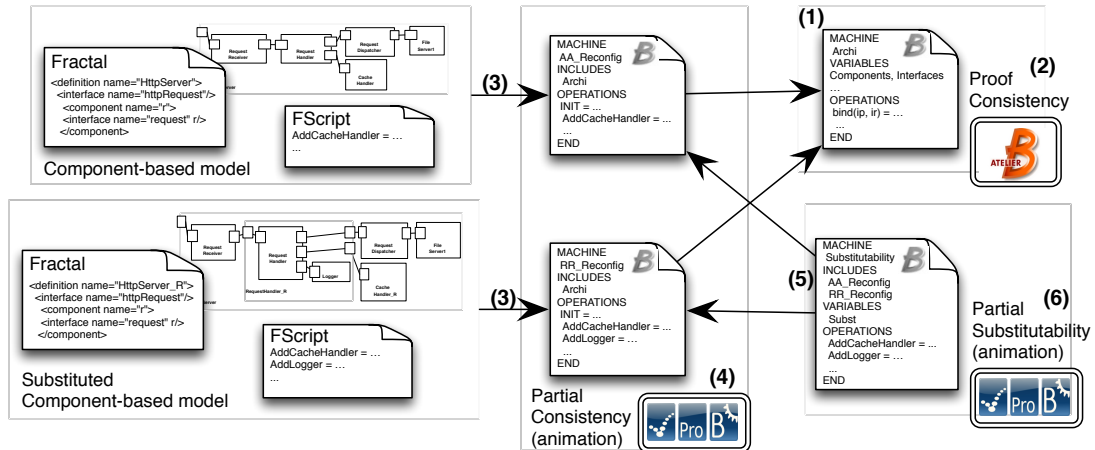 Fractal
<definition name="HttpServer">
<interface name="httpRequest"/>
<component name="r">
<interface name="request" r/>
</component>
Request
Receiver
Request
Handler
Request
Dispatcher
File
Server1
Cache
Handler
FScript
AddCacheHandler = …
...
Component-based model
(3)
MACHINE
AA_Reconfig
INCLUDES
Archi
OPERATIONS
INIT = ...
AddCacheHandler = ...
...
END
B
(1)
MACHINE
Archi
VARIABLES
Components, Interfaces
…
OPERATIONS
bind(ip, ir) = …
...
END
B
(2)
Proof
Consistency
ATELIER
B
Fractal
<definition name="HttpServer_R">
<interface name="httpRequest"/>
<component name="r">
<interface name="request" r/>
</component>
Request
Receiver
Request
Handler
Logger
RequestHandler_R
Request
Dispatcher
File
Server1
Cache
Handler_R
FScript
AddCacheHandler = …
AddLogger = …
...
Substituted
Component-based model
(3)
MACHINE
RR_Reconfig
INCLUDES
Archi
OPERATIONS
INIT = ...
AddCacheHandler = ...
AddLogger = ...
...
END
B
(4)
Partial
Consistency
(animation)
Pro B
(5)
MACHINE
Substitutability
INCLUDES
AA_Reconfig
RR_Reconfig
VARIABLES
Subst
OPERATIONS
AddCacheHandler = ...
AddLogger = ...
...
END
B
(6)
Partial
Substitutability
(animation)
Pro B